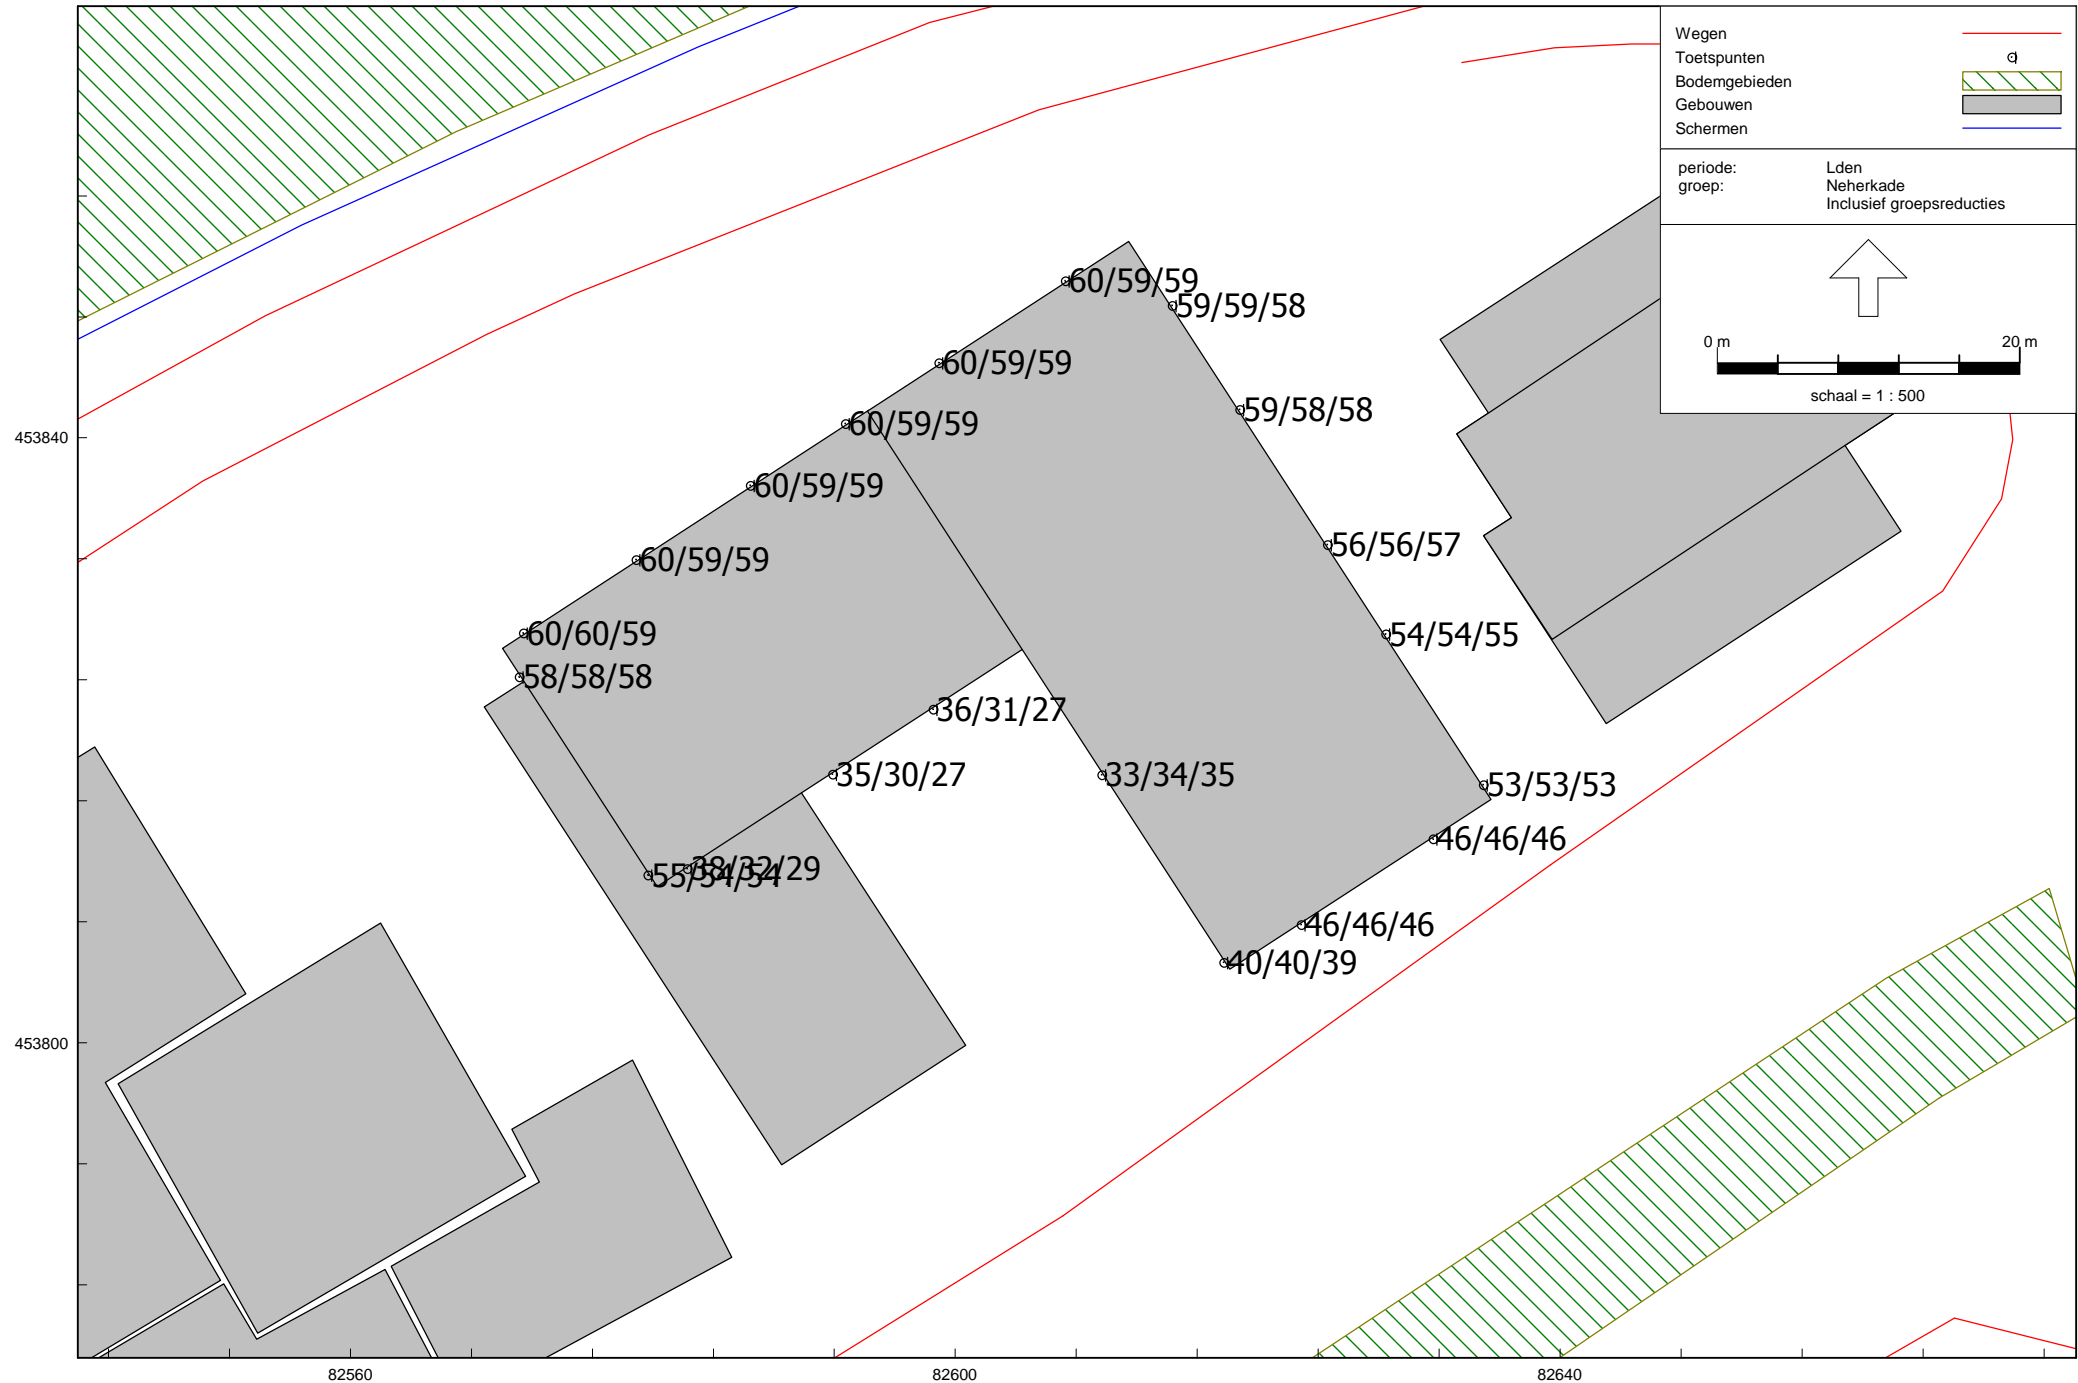 Wegen
Toetspunten
Bodemgebieden
Gebouwen
Schermen
periode: Lden
groep: Neherkade
Inclusief groepsreducties
0 m 20 m
schaal = 1 : 500
60/59/59
59/59/58
60/59/59
59/58/58
60/59/59
60/59/59
56/56/57
60/59/59
60/60/59
54/54/55
58/58/58
36/31/27
35/30/27
33/34/35
53/53/53
46/46/46
38/32/29
55/54/54
46/46/46
40/40/39
453840
453800
82560
82600
82640